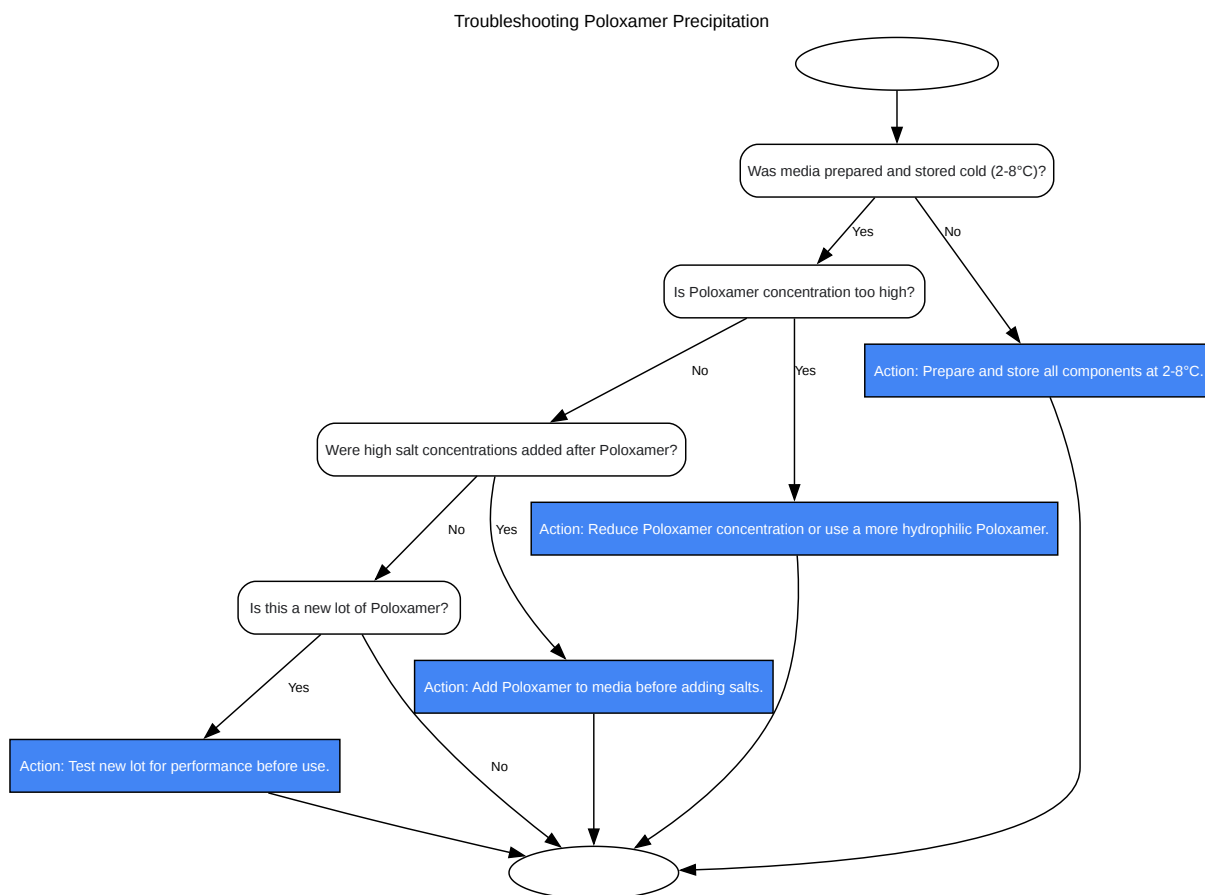 Troubleshooting Poloxamer Precipitation
Was media prepared and stored cold (2-8°C)?
Yes
No
Is Poloxamer concentration too high?
No
Yes
Action: Prepare and store all components at 2-8°C.
Were high salt concentrations added after Poloxamer?
No
Yes
Action: Reduce Poloxamer concentration or use a more hydrophilic Poloxamer.
Is this a new lot of Poloxamer?
Yes
Action: Add Poloxamer to media before adding salts.
No
Action: Test new lot for performance before use.